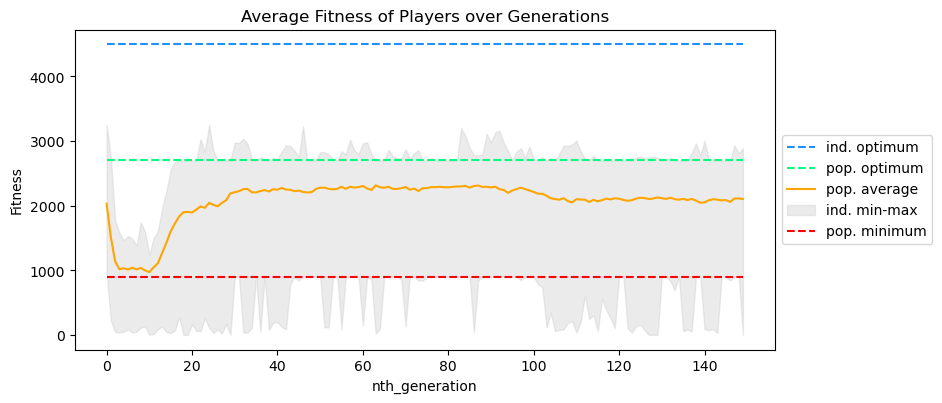 Average Fitness of Players over Generations
Fitness
4000
3000
2000
1000
0
0 20 40 60 80 100 120 140
nth_generation
ind. optimum
pop. optimum
pop. average
ind. min-max
pop. minimum